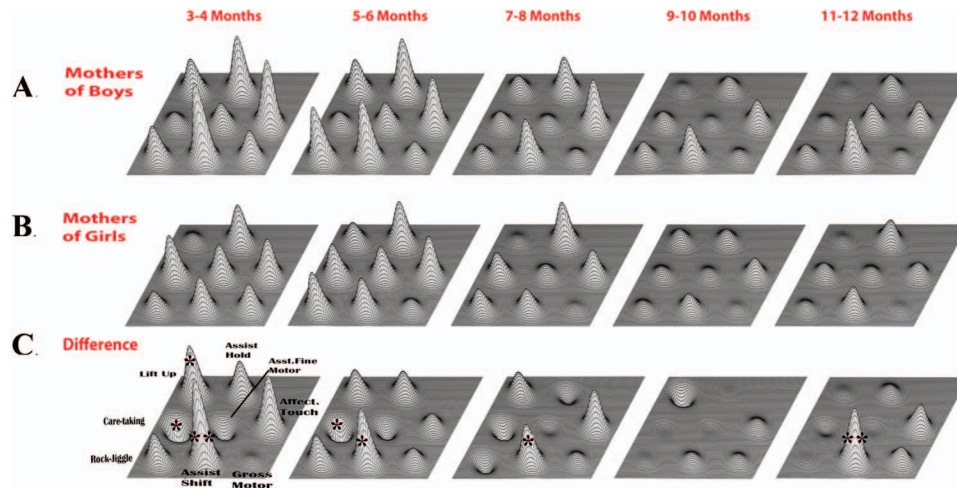 3-4 Months 5-6 Months 7-8 Months 9-10 Months 11-12 Months
A.
Mothers
of Boys
B.
Mothers
of Girls
C.
Difference
Assist
Hold
Asst.Fine
Motor
Lift Up
Affect.
Touch
Care-taking
* * * * * * * * *
Rock-Jiggle
Assist
Shift
Gross
Motor